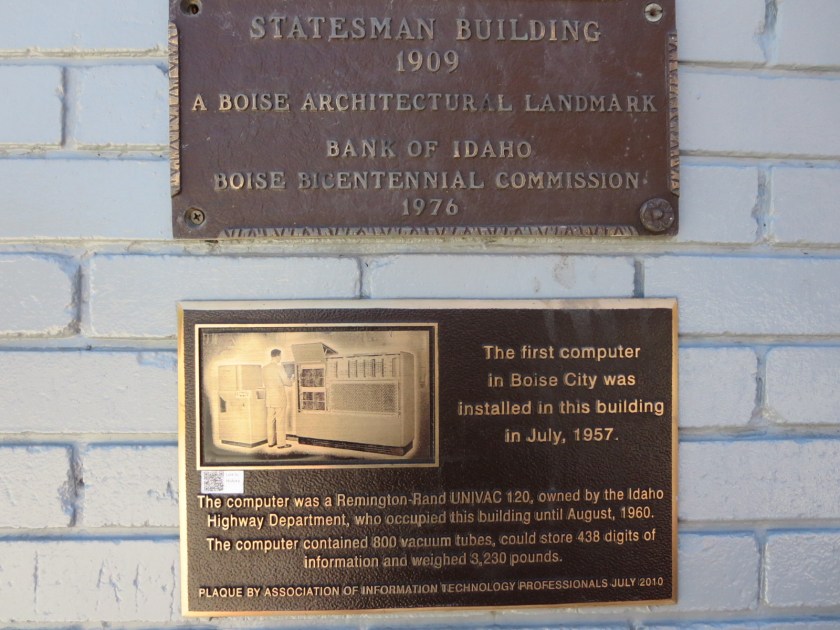 STATESMAN BUILDING
1909
A BOISE ARCHITECTURAL LANDMARK
BANK OF IDAHO
BOISE BICENTENNIAL COMMISSION
1976
The first computer
in Boise City was
installed in this building
in July, 1957.
The computer was a Remington-Rand UNIVAC 120, owned by the Idaho
Highway Department, who occupied this building until August, 1960.
The computer contained 800 vacuum tubes, could store 438 digits of
information and weighed 3,230 pounds.
PLAQUE BY ASSOCIATION OF INFORMATION TECHNOLOGY PROFESSIONALS JULY 2010